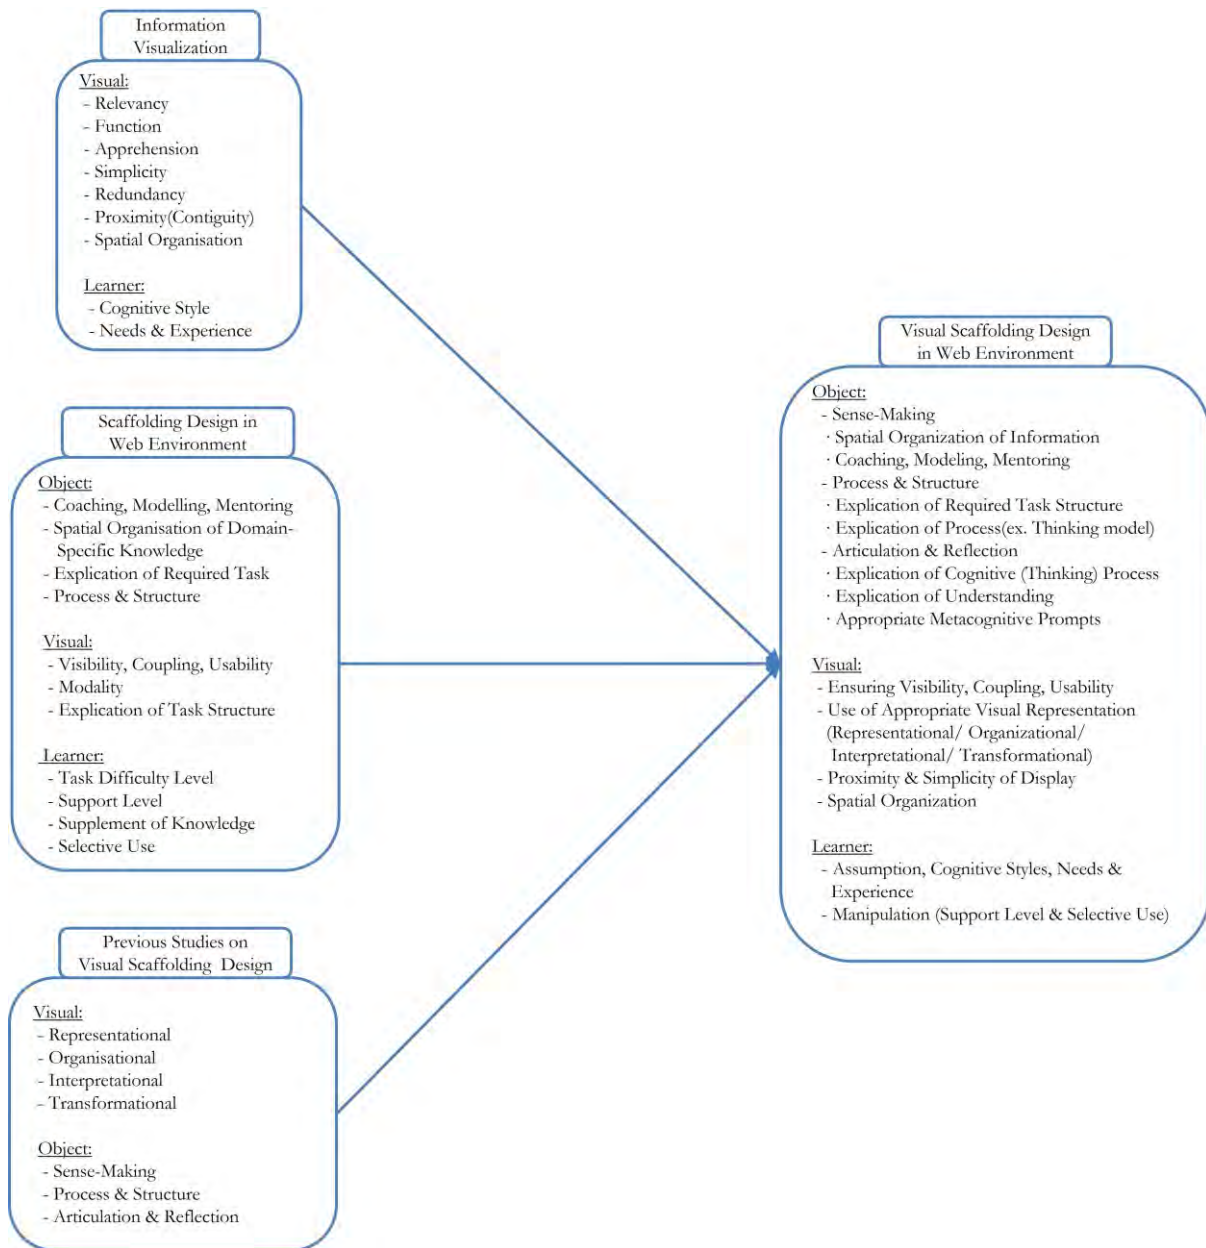 Information
Visualization
Visual:
- Relevancy
- Function
- Apprehension
- Simplicity
- Redundancy
- Proximity(Contiguity)
- Spatial Organisation
Learner:
- Cognitive Style
- Needs & Experience
Scaffolding Design in
Web Environment
Object:
- Coaching, Modelling, Mentoring
- Spatial Organisation of Domain-
Specific Knowledge
- Explication of Required Task
- Process & Structure
Visual:
- Visibility, Coupling, Usability
- Modality
- Explication of Task Structure
Learner:
- Task Difficulty Level
- Support Level
- Supplement of Knowledge
- Selective Use
Previous Studies on
Visual Scaffolding Design
Visual:
- Representational
- Organisational
- Interpretational
- Transformational
Object:
- Sense-Making
- Process & Structure
- Articulation & Reflection
Visual Scaffolding Design
in Web Environment
Object:
- Sense-Making
· Spatial Organization of Information
· Coaching, Modeling, Mentoring
- Process & Structure
· Explication of Required Task Structure
· Explication of Process(ex. Thinking model)
- Articulation & Reflection
· Explication of Cognitive (Thinking) Process
· Explication of Understanding
· Appropriate Metacognitive Prompts
Visual:
- Ensuring Visibility, Coupling, Usability
- Use of Appropriate Visual Representation
(Representational/ Organizational/
Interpretational/ Transformational)
- Proximity & Simplicity of Display
- Spatial Organization
Learner:
- Assumption, Cognitive Styles, Needs &
Experience
- Manipulation (Support Level & Selective Use)